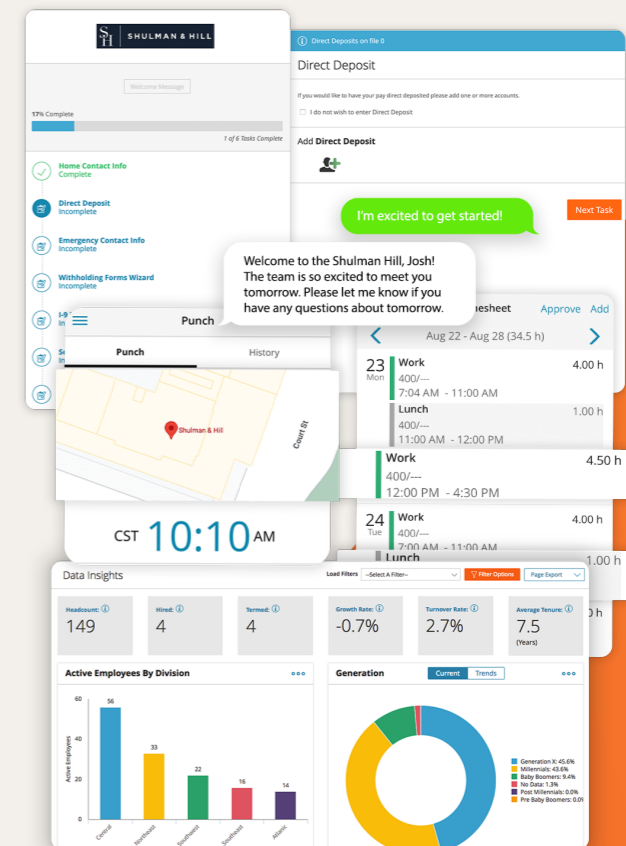 SH SHULMAN & HILL
Welcome Message
17% Complete
1 of 6 Tasks Complete
Home Contact Info
Complete
Direct Deposit
Incomplete
Emergency Contact Info
Incomplete
Withholding Forms Wizard
Incomplete
I-9
In
Se
In
Direct Deposits on file 0
Direct Deposit
If you would like to have your pay direct deposited please add one or more accounts.
I do not wish to enter Direct Deposit
Add Direct Deposit
Next Task
I'm excited to get started!
Welcome to the Shulman Hill, Josh!
The team is so excited to meet you
tomorrow. Please let me know if you
have any questions about tomorrow.
Punch
Punch History
Shulman & Hill
Court St
CST 10:10 AM
esheet Approve Add
Aug 22 - Aug 28 (34.5 h)
23 Work 4.00 h
Mon 400/---
7:04 AM - 11:00 AM
Lunch 1.00 h
400/---
11:00 AM - 12:00 PM
Work 4.50 h
400/---
12:00 PM - 4:30 PM
24 Work 4.00 h
Tue 400/---
7:00 AM - 11:00 AM
Lunch 1.00 h
0 h
Data Insights
Load Filters --Select A Filter-- Filter Options Page Export
Headcount: Hired: Termed: Growth Rate: Turnover Rate: Average Tenure:
149 4 4 -0.7% 2.7% 7.5
(Years)
Active Employees By Division
Active Employees
60
40
20
0
56
33
22
16
14
Central
Northeast
Southwest
Southeast
Atlantic
Generation Current Trends
Generation X: 45.6%
Millennials: 43.6%
Baby Boomers: 9.4%
No Data: 1.3%
Post Millennials: 0.0%
Pre Baby Boomers: 0.0%